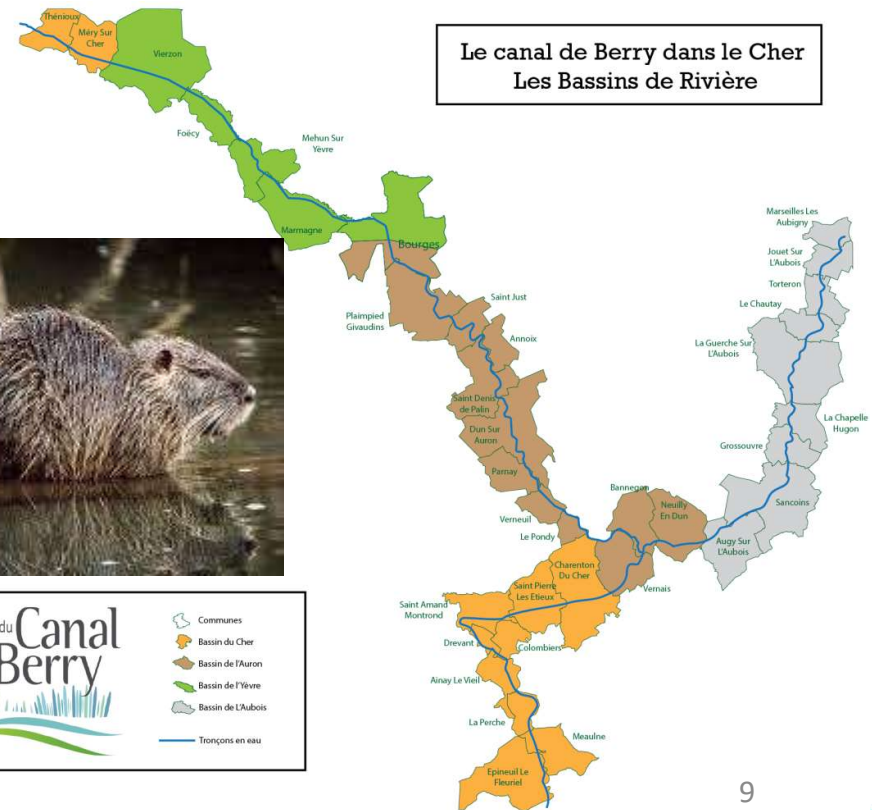 Le canal de Berry dans le Cher
Les Bassins de Rivière
Thénioux
Méry Sur
Cher
Vierzon
Foëcy
Mehun Sur
Yèvre
Marmagne
Bourges
Plaimpied
Givaudins
Saint Just
Annoix
Saint Denis
de Palin
Dun Sur
Auron
Parnay
Verneuil
Le Pondy
Bannegon
Neuilly
En Dun
Vernais
Charenton
Du Cher
Saint Pierre
Les Etieux
Saint Amand
Montrond
Drevant
Colombiers
Ainay Le Vieil
La Perche
Meaulne
Epineuil Le
Fleuriel
Marseilles Les
Aubigny
Jouet Sur
L'Aubois
Torteron
Le Chautay
La Guerche Sur
L'Aubois
La Chapelle
Hugon
Grossouvre
Sancoins
Augy Sur
L'Aubois
du Canal
Berry
Communes
Bassin du Cher
Bassin de l'Auron
Bassin de l'Yèvre
Bassin de L'Aubois
Tronçons en eau
9